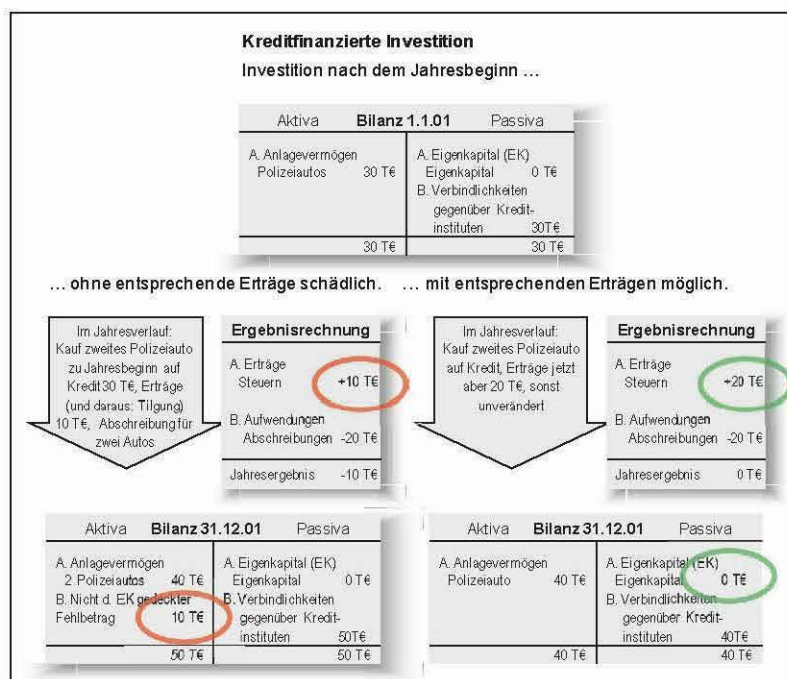 Kreditfinanzierte Investition
Investition nach dem Jahresbeginn …
Aktiva Bilanz 1.1.01 Passiva
A. Anlagevermögen
Polizeiautos 30 T€
30 T€
A. Eigenkapital (EK)
Eigenkapital 0 T€
B. Verbindlichkeiten
gegenüber Kredit-
instituten 30T€
30 T€
… ohne entsprechende Erträge schädlich.
Im Jahresverlauf:
Kauf zweites Polizeiauto
zu Jahresbeginn auf
Kredit 30 T€, Erträge
(und daraus: Tilgung)
10 T€, Abschreibung für
zwei Autos
Ergebnisrechnung
A. Erträge
Steuern +10 T€
B. Aufwendungen
Abschreibungen -20 T€
Jahresergebnis -10 T€
Aktiva Bilanz 31.12.01 Passiva
A. Anlagevermögen
2 Polizeiautos 40 T€
B. Nicht d. EK gedeckter
Fehlbetrag 10 T€
50 T€
A. Eigenkapital (EK)
Eigenkapital 0 T€
B. Verbindlichkeiten
gegenüber Kredit-
instituten 50T€
50 T€
… mit entsprechenden Erträgen möglich.
Im Jahresverlauf:
Kauf zweites Polizeiauto
auf Kredit, Erträge jetzt
aber 20 T€, sonst
unverändert
Ergebnisrechnung
A. Erträge
Steuern +20 T€
B. Aufwendungen
Abschreibungen -20 T€
Jahresergebnis 0 T€
Aktiva Bilanz 31.12.01 Passiva
A. Anlagevermögen
Polizeiauto 40 T€
40 T€
A. Eigenkapital (EK)
Eigenkapital 0 T€
B. Verbindlichkeiten
gegenüber Kredit-
instituten 40T€
40 T€